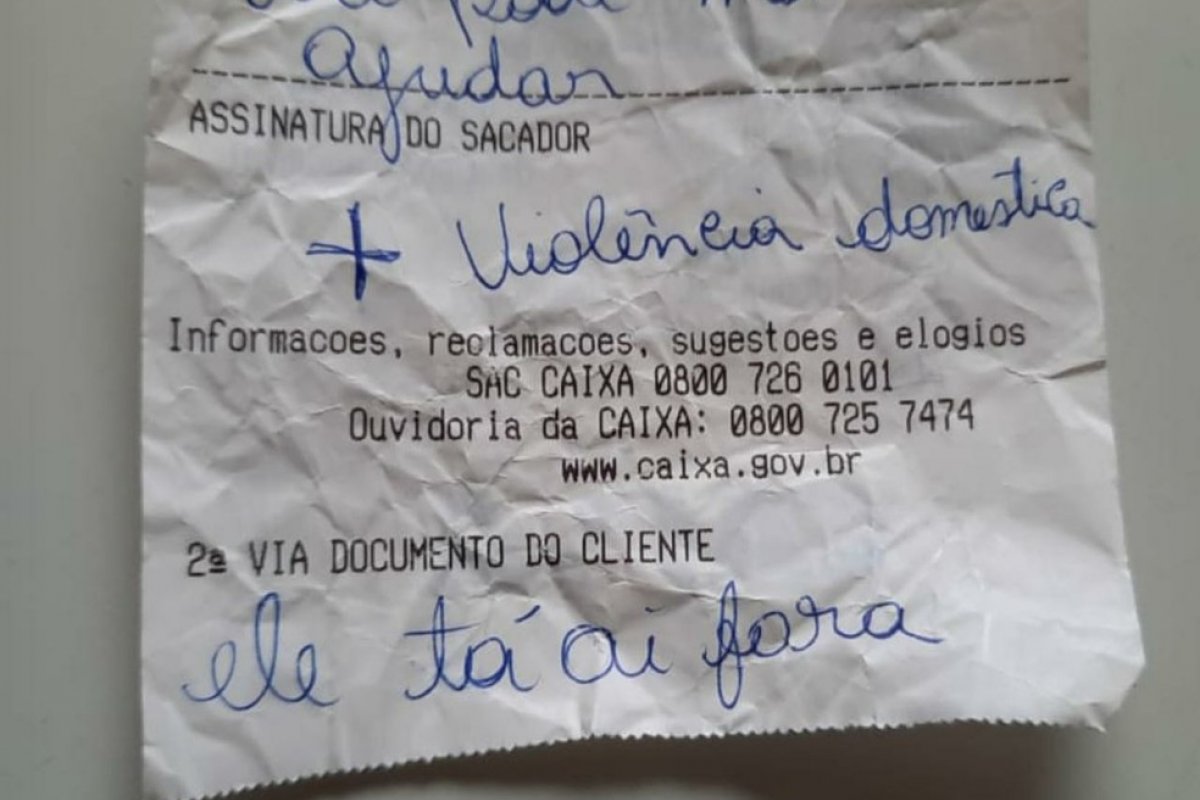 Ajudar
ASSINATURA DO SACADOR
+ Violência domestica
Informacoes, reclamacoes, sugestoes e elogios
SAC CAIXA 0800 726 0101
Ouvidoria da CAIXA: 0800 725 7474
www.caixa.gov.br
2ª VIA DOCUMENTO DO CLIENTE
ele tá ai fora